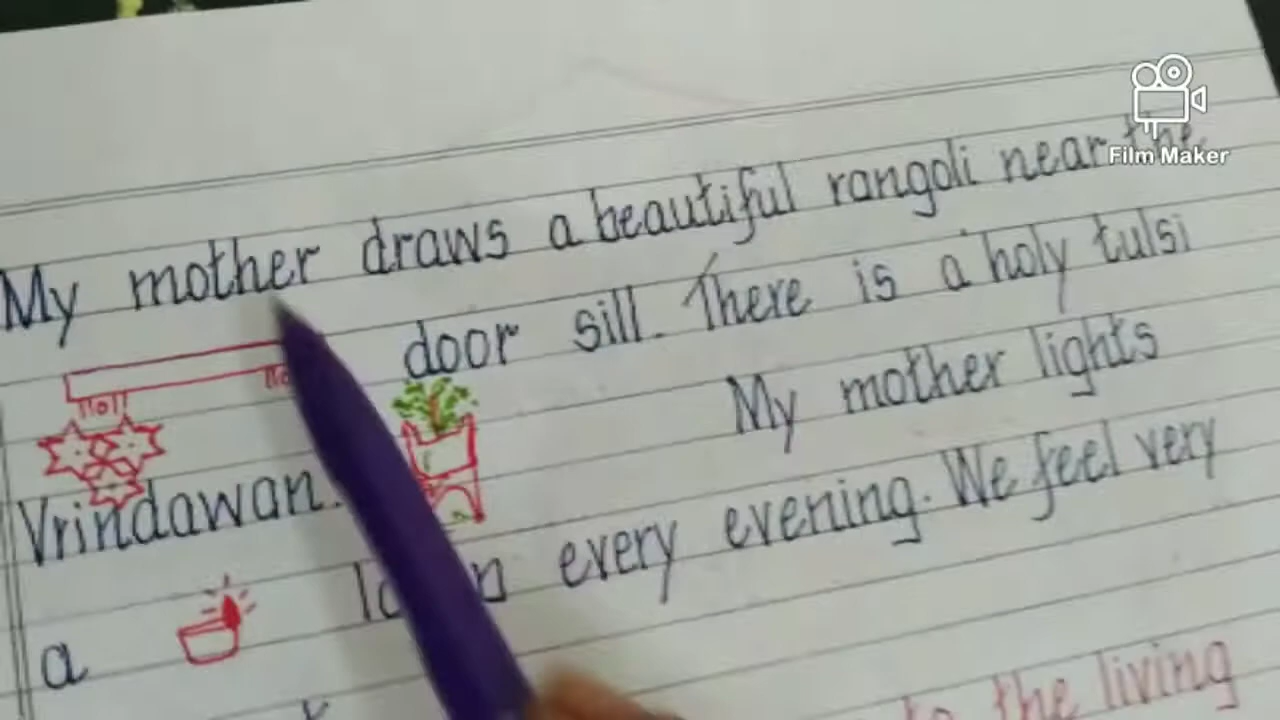 My mother draws a beautiful rangoli near the
door sill. There is a holy tulsi
Vrindawan. My mother lights
a every evening. We feel very
to the living
Film Maker